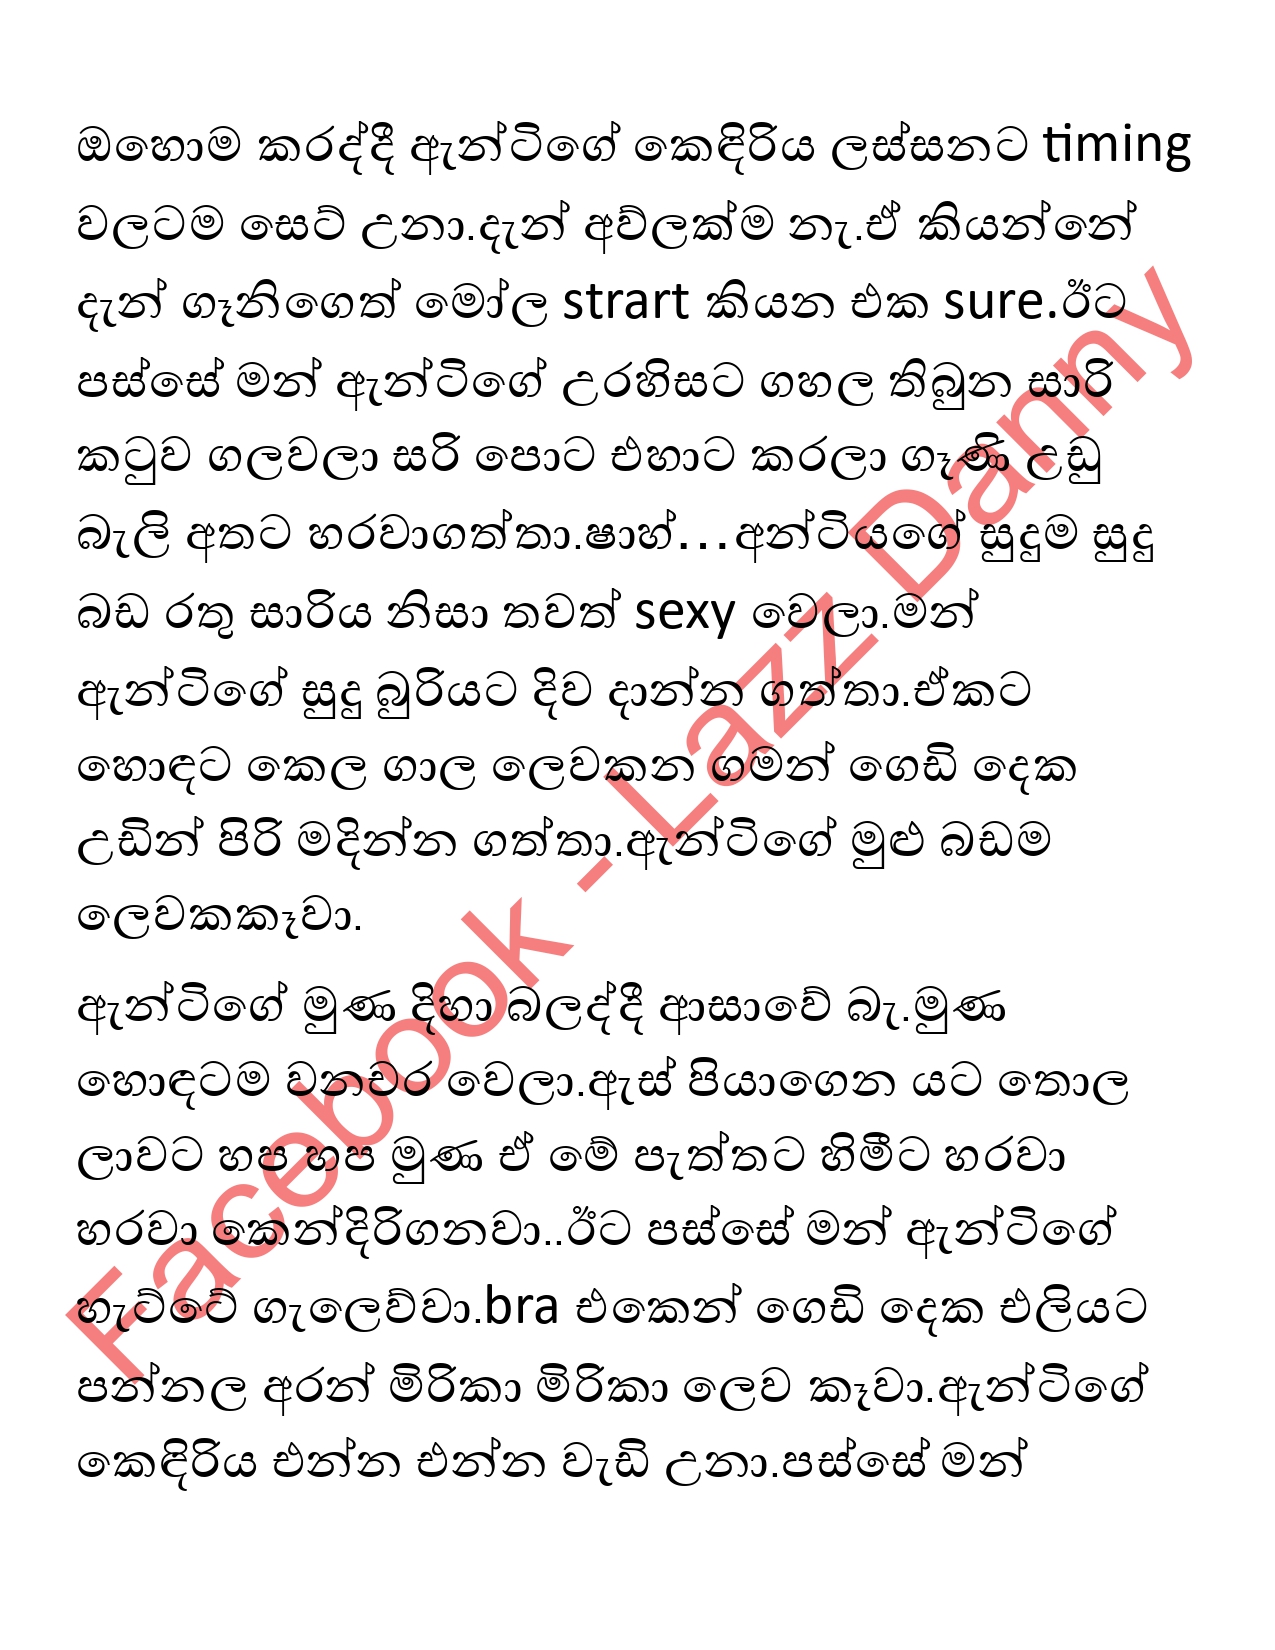 ඔහොම කරද්දී ඇන්ටිගේ කෙඳිරිය ලස්සනට timing
වලටම සෙට් උනා.දැන් අව්ලක්ම නැ.ඒ කියන්නේ
දැන් ගෑනිගෙත් මෝල strart කියන එක sure.ඊට
පස්සේ මන් ඇන්ටිගේ උරහිසට ගහල තිබුන සාරි
කටුව ගලවලා සරි පොට එහාට කරලා ගෑණි උඩු
බැලි අතට හරවාගත්තා.ෂාහ්...අන්ටියගේ සුදුම සුදු
බඩ රතු සාරිය නිසා තවත් sexy වෙලා.මන්
ඇන්ටිගේ සුදු බුරියට දිව දාන්න ගත්තා.ඒකට
හොඳට කෙල ගාල ලෙවකන ගමන් ගෙඩි දෙක
උඩින් පිරි මදින්න ගත්තා.ඇන්ටිගේ මුළු බඩම
ලෙවකකෑවා.
ඇන්ටිගේ මුණ දිහා බලද්දී ආසාවේ බැ.මුණ
හොඳටම වනචර වෙලා.ඇස් පියාගෙන යට තොල
ලාවට හප හප මුණ ඒ මේ පැත්තට හිමීට හරවා
හරවා කෙන්දිරිගනවා..ඊට පස්සේ මන් ඇන්ටිගේ
හැට්ටේ ගැලෙව්වා.bra එකෙන් ගෙඩි දෙක එලියට
පන්නල අරන් මිරිකා මිරිකා ලෙව කෑවා.ඇන්ටිගේ
කෙඳිරිය එන්න එන්න වැඩි උනා.පස්සේ මන්
Facebook - Lazz Danny